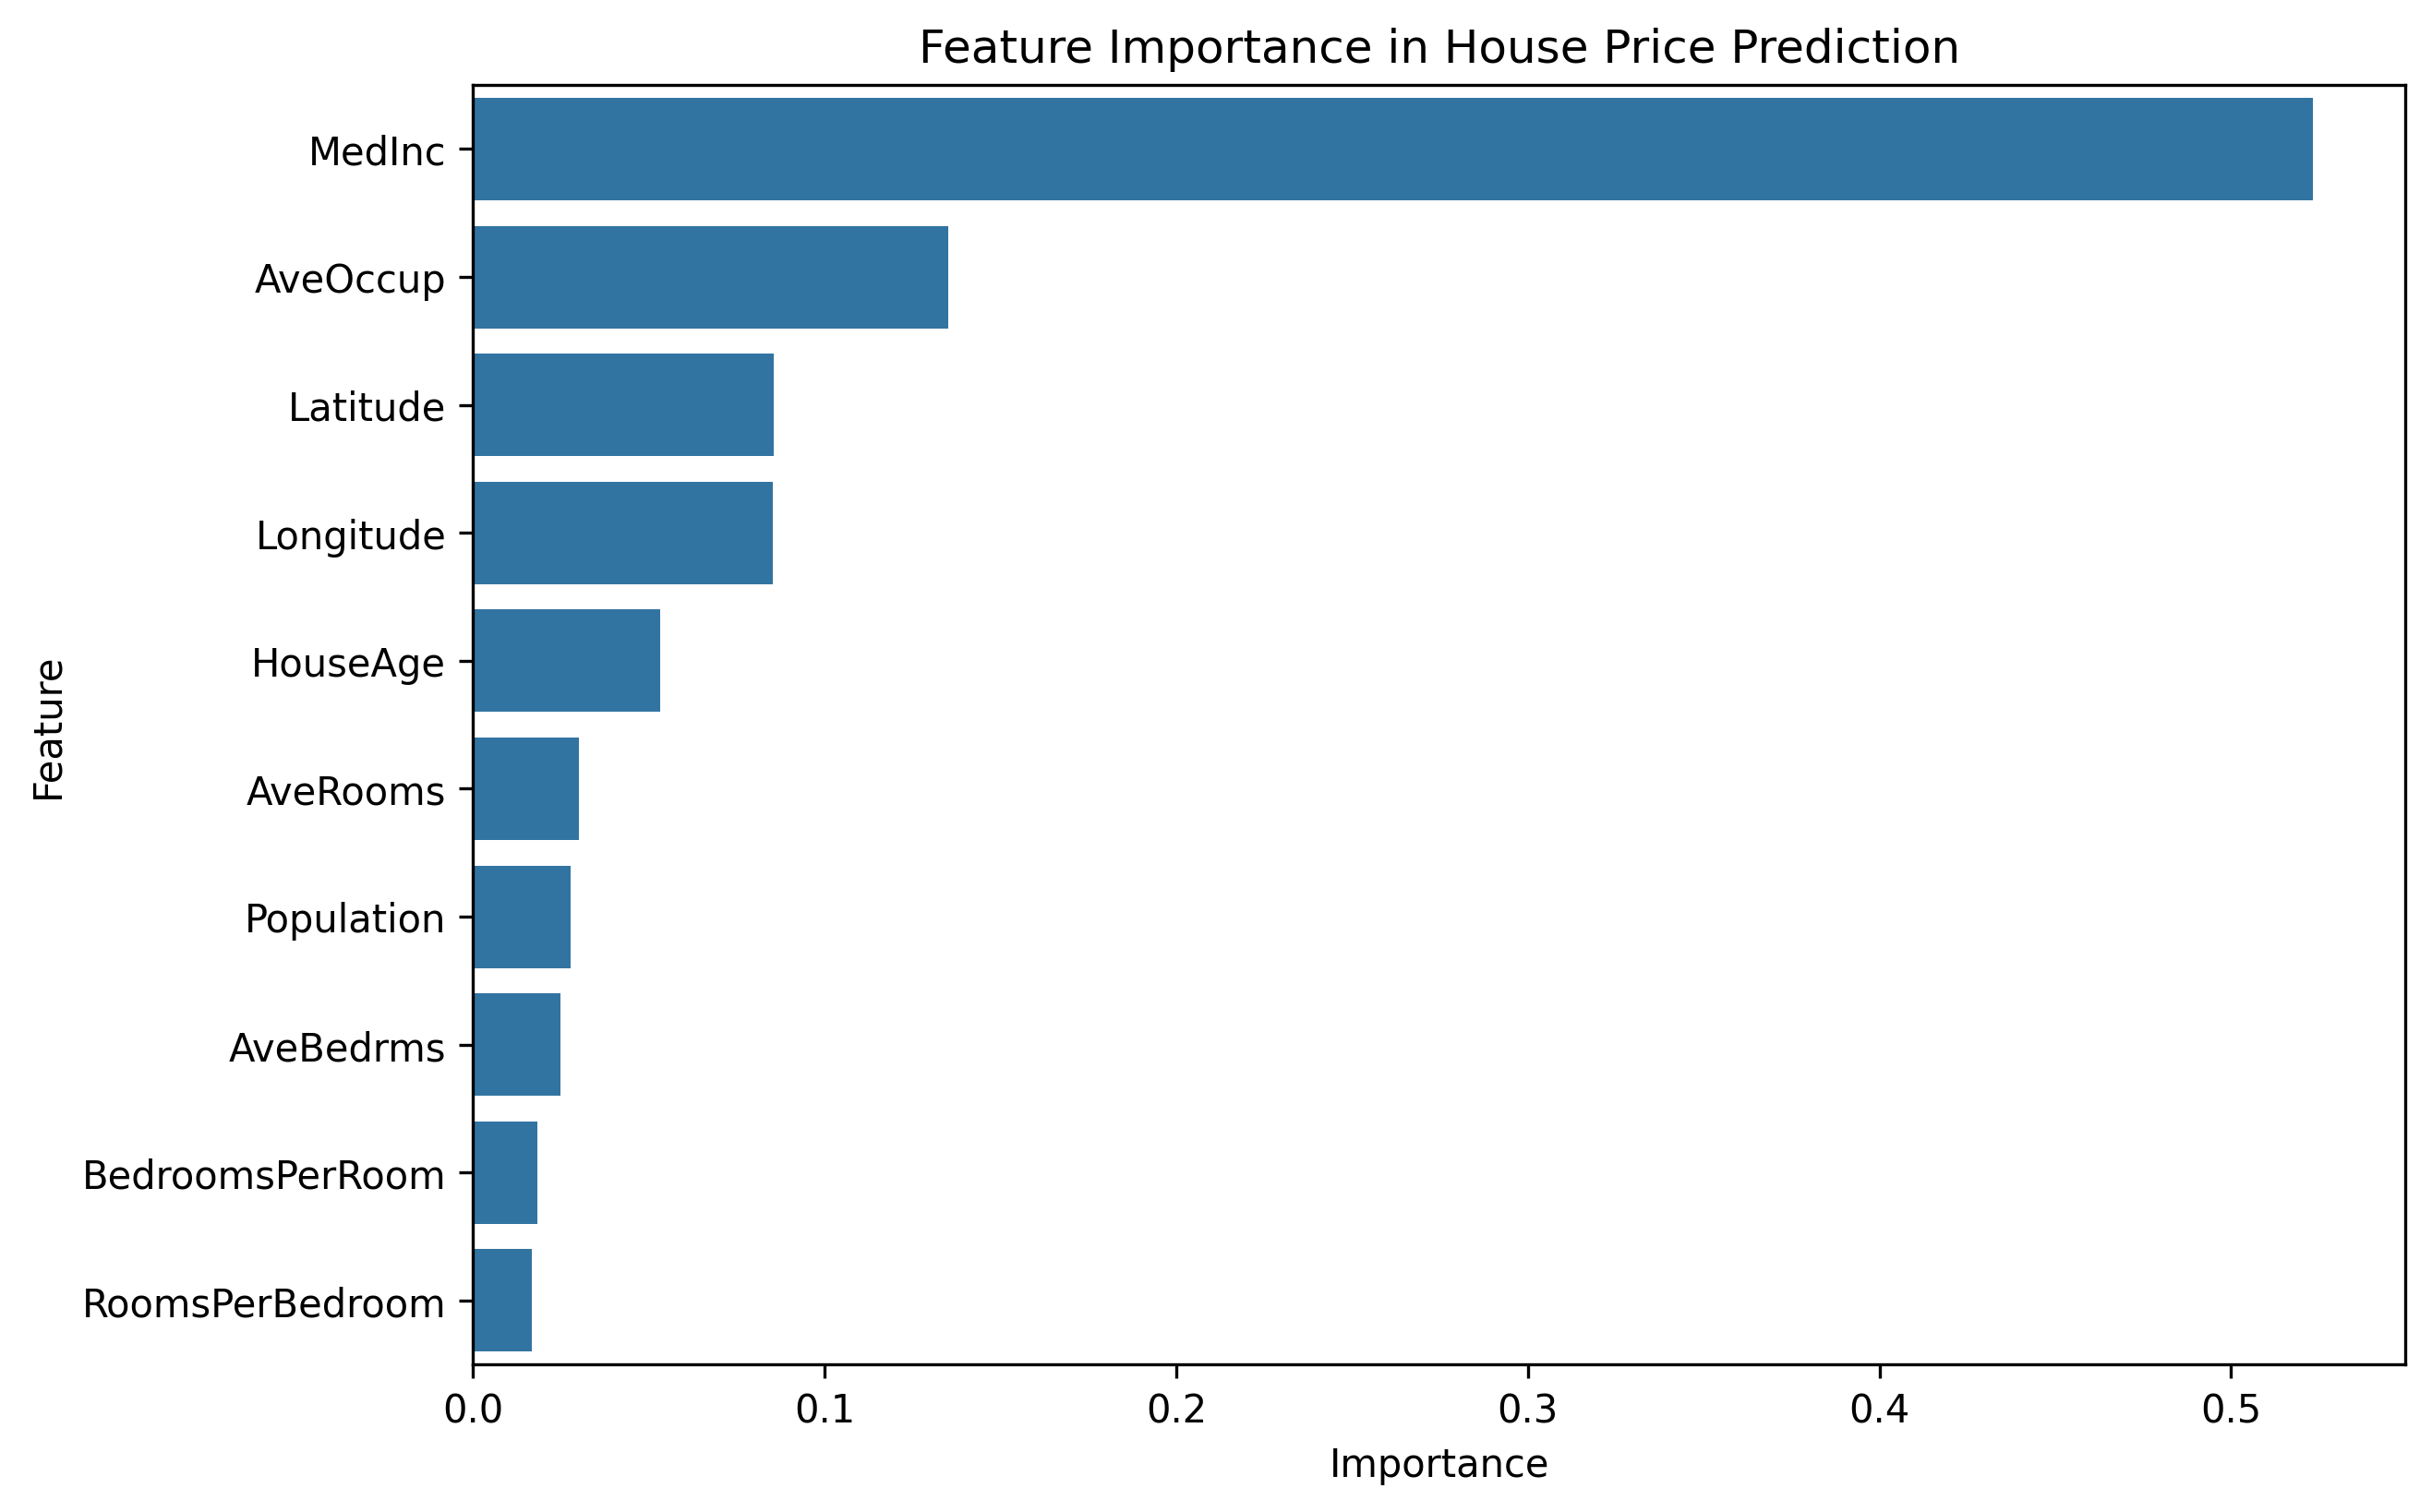 Feature Importance in House Price Prediction
MedInc
AveOccup
Latitude
Longitude
HouseAge
AveRooms
Population
AveBedrms
BedroomsPerRoom
RoomsPerBedroom
Feature
0.0 0.1 0.2 0.3 0.4 0.5
Importance